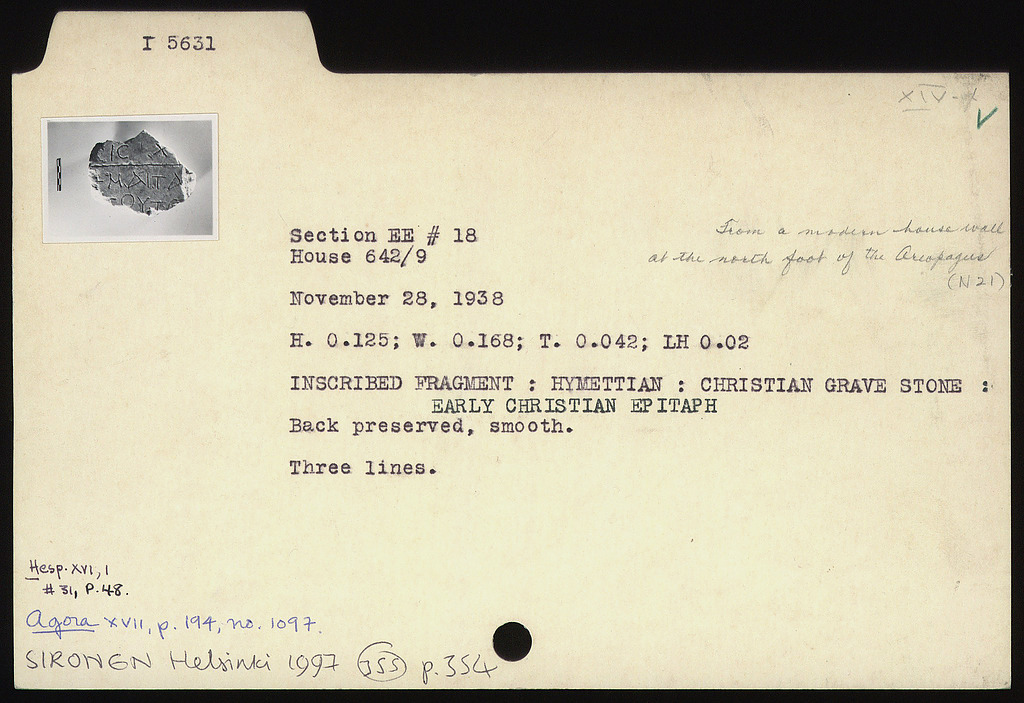 I 5631
XIV-
Section EE # 18
House 642/9
From a modern house wall
at the north foot of the Areopagus
(N 21)
November 28, 1938
H. 0.125; W. 0.168; T. 0.042; LH 0.02
INSCRIBED FRAGMENT : HYMETTIAN : CHRISTIAN GRAVE STONE :
EARLY CHRISTIAN EPITAPH
Back preserved, smooth.
Three lines.
Hesp. XVI, 1
# 31, P. 48.
Agora XVII, p. 194, no. 1097.
SIRONEN Helsinki 1997 355 p. 354